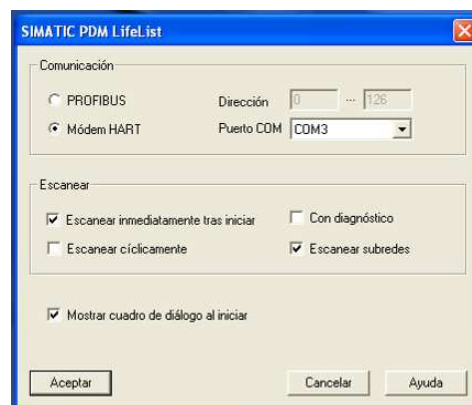 SIMATIC PDM LifeList
Comunicación
PROFIBUS
Dirección 0 ... 126
Módem HART
Puerto COM COM3
Escanear
Escanear inmediatamente tras iniciar
Con diagnóstico
Escanear cíclicamente
Escanear subredes
Mostrar cuadro de diálogo al iniciar
Aceptar Cancelar Ayuda